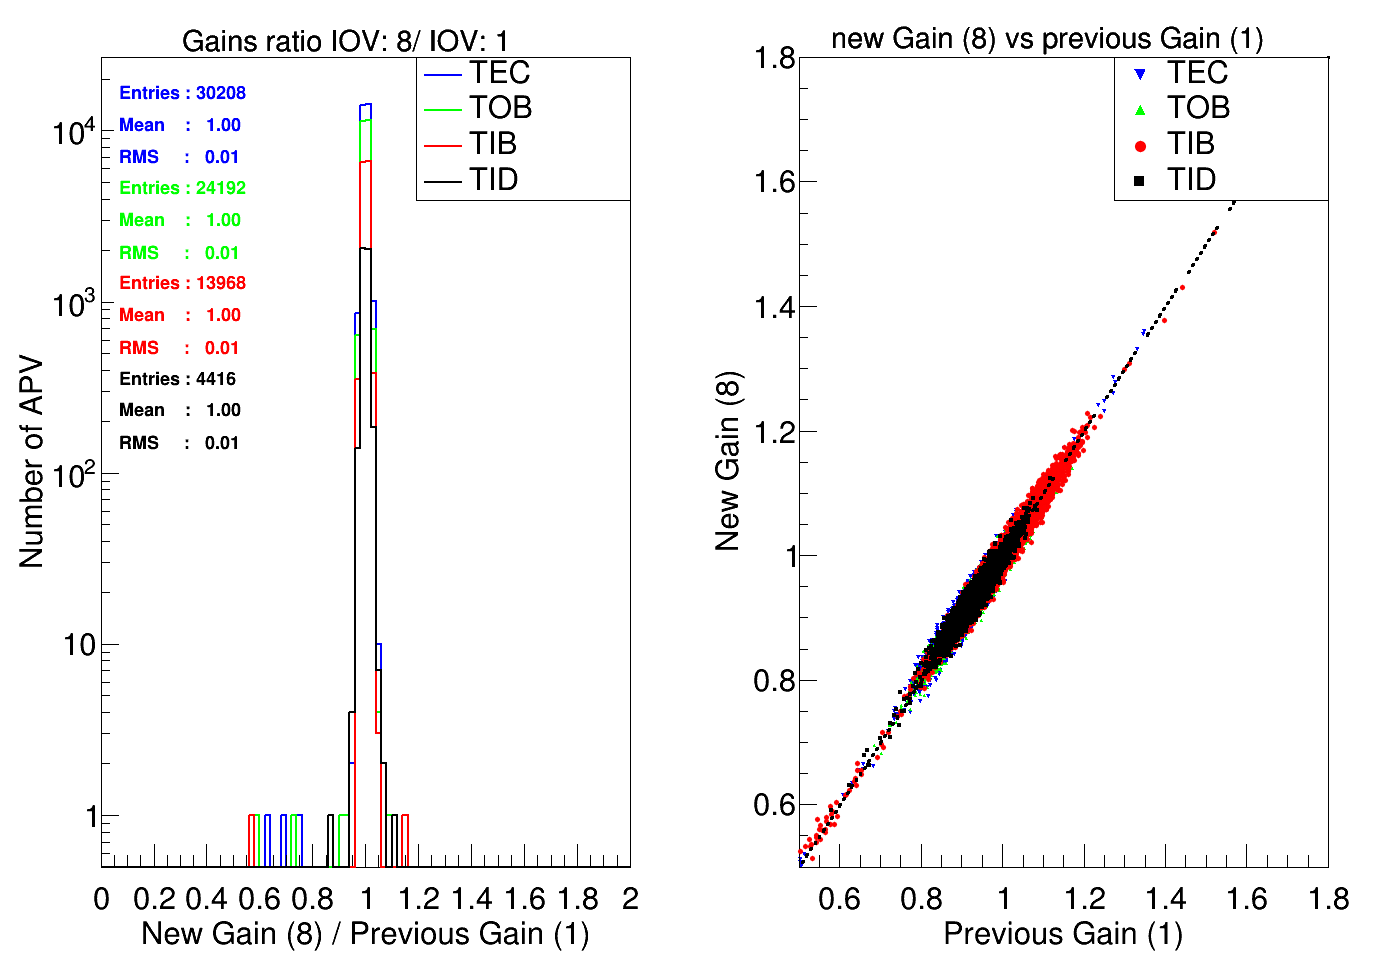 Gains ratio IOV: 8/ IOV: 1
TEC
TOB
TIB
TID
Entries : 30208
Mean : 1.00
RMS : 0.01
Entries : 24192
Mean : 1.00
RMS : 0.01
Entries : 13968
Mean : 1.00
RMS : 0.01
Entries : 4416
Mean : 1.00
RMS : 0.01
Number of APV
10^4
10^3
10^2
10
1
0 0.2 0.4 0.6 0.8 1 1.2 1.4 1.6 1.8 2
New Gain (8) / Previous Gain (1)
new Gain (8) vs previous Gain (1)
TEC
TOB
TIB
TID
New Gain (8)
1.8
1.6
1.4
1.2
1
0.8
0.6
0.6 0.8 1 1.2 1.4 1.6 1.8
Previous Gain (1)